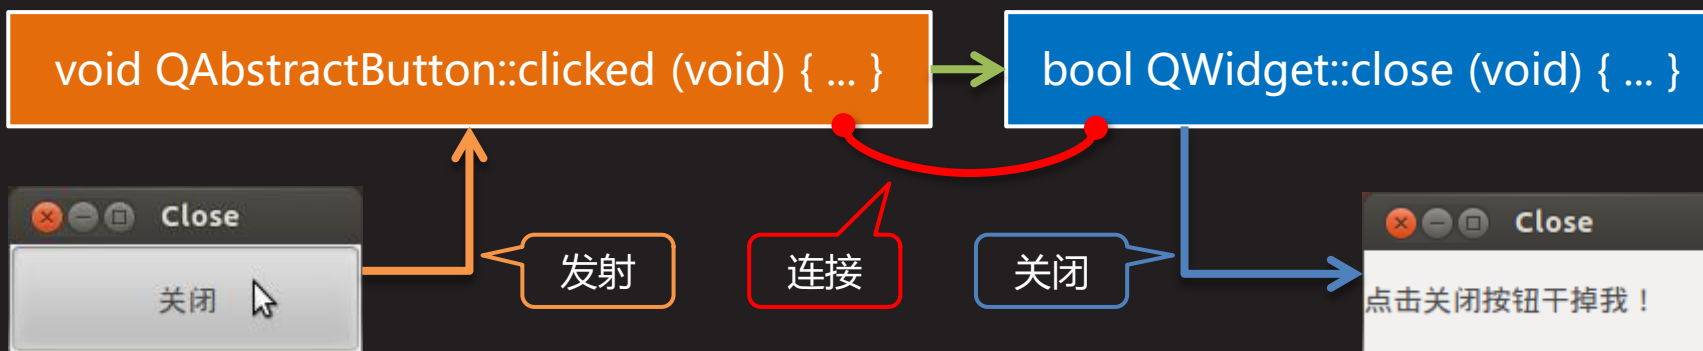 void QAbstractButton::clicked (void) { ... }
bool QWidget::close (void) { ... }
Close
关闭
发射
连接
关闭
Close
点击关闭按钮干掉我！